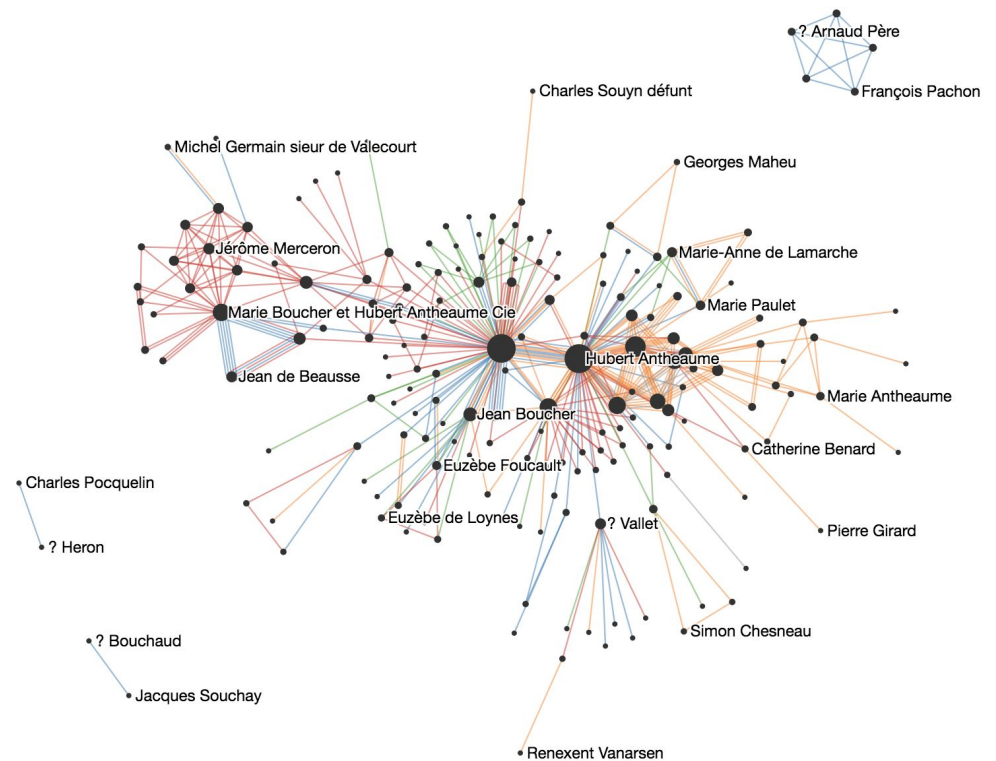 ? Arnaud Père
Charles Souyn défunt
François Pachon
Michel Germain sieur de Valecourt
Georges Maheu
Jérôme Merceron
Marie-Anne de Lamarche
Marie Paulet
Marie Boucher et Hubert Antheaume Cie
Hubert Antheaume
Jean de Beausse
Marie Antheaume
Jean Boucher
Catherine Benard
Euzèbe Foucault
Charles Pocquelin
Euzèbe de Loynes
? Vallet
Pierre Girard
? Heron
Simon Chesneau
? Bouchaud
Jacques Souchay
Renexent Vanarsen